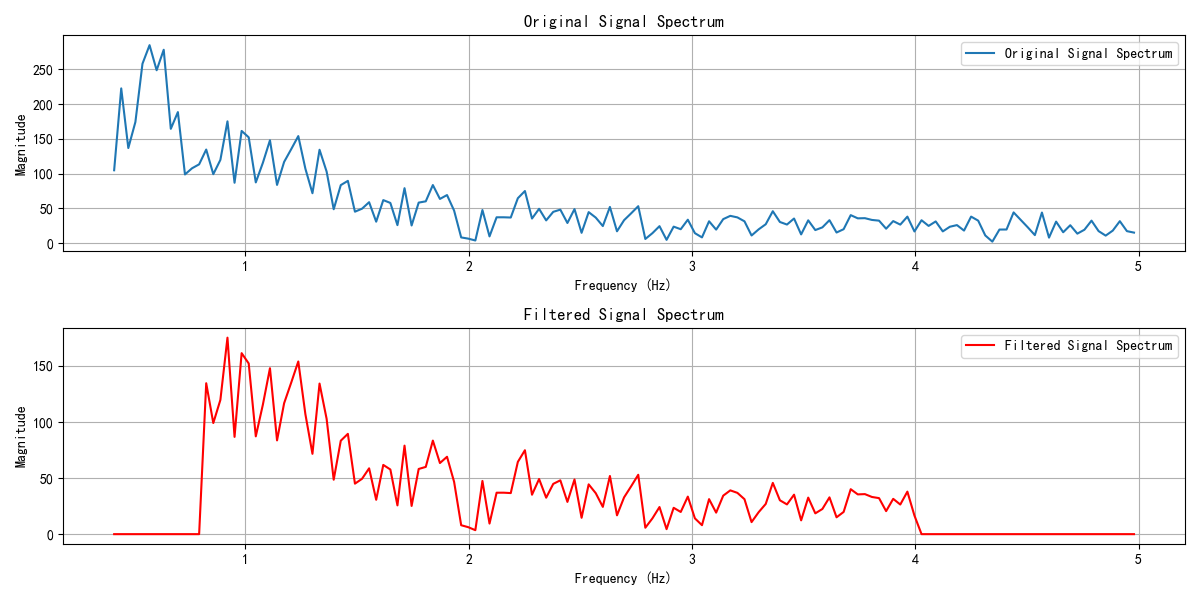 Original Signal Spectrum
Original Signal Spectrum
Magnitude
250
200
150
100
50
0
1
2
3
4
5
Frequency (Hz)
Filtered Signal Spectrum
Filtered Signal Spectrum
Magnitude
150
100
50
0
1
2
3
4
5
Frequency (Hz)